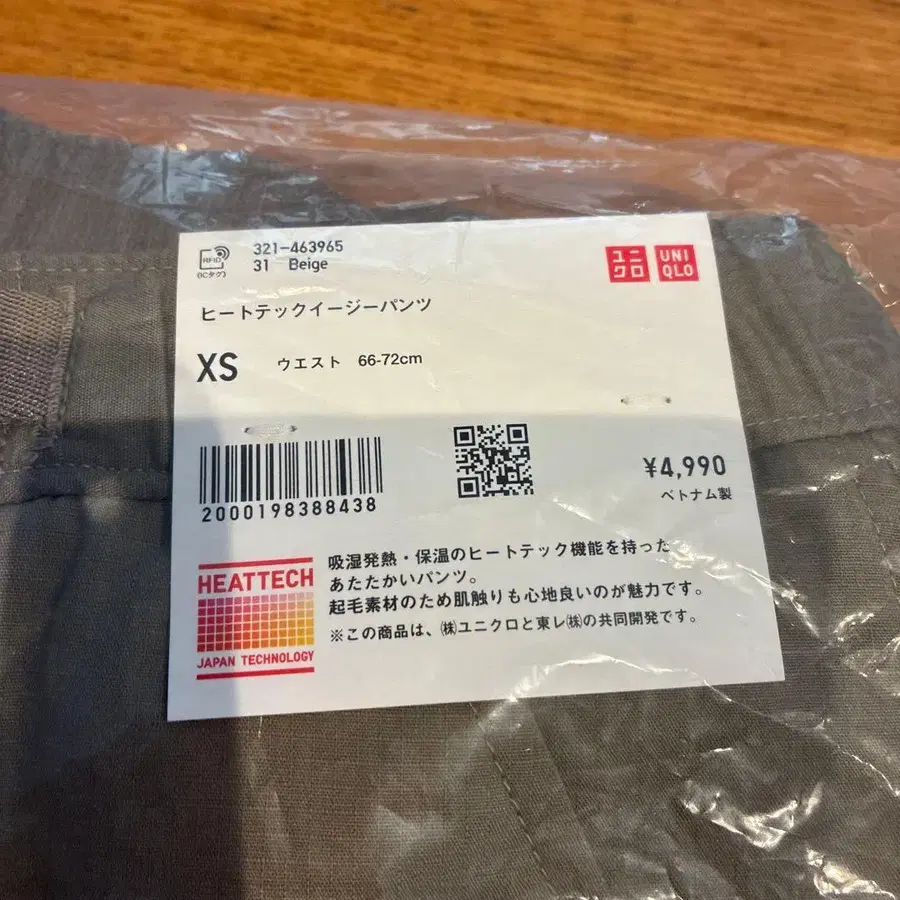 RFID
(ICタグ)
321-463965
31 Beige
ユニクロ
UNIQLO
ヒートテックイージーパンツ
XS ウエスト 66-72cm
2000198388438
¥4,990
ベトナム製
HEATTECH
JAPAN TECHNOLOGY
吸湿発熱・保温のヒートテック機能を持った
あたたかいパンツ。
起毛素材のため肌触りも心地良いのが魅力です。
※この商品は、㈱ユニクロと東レ㈱の共同開発です。